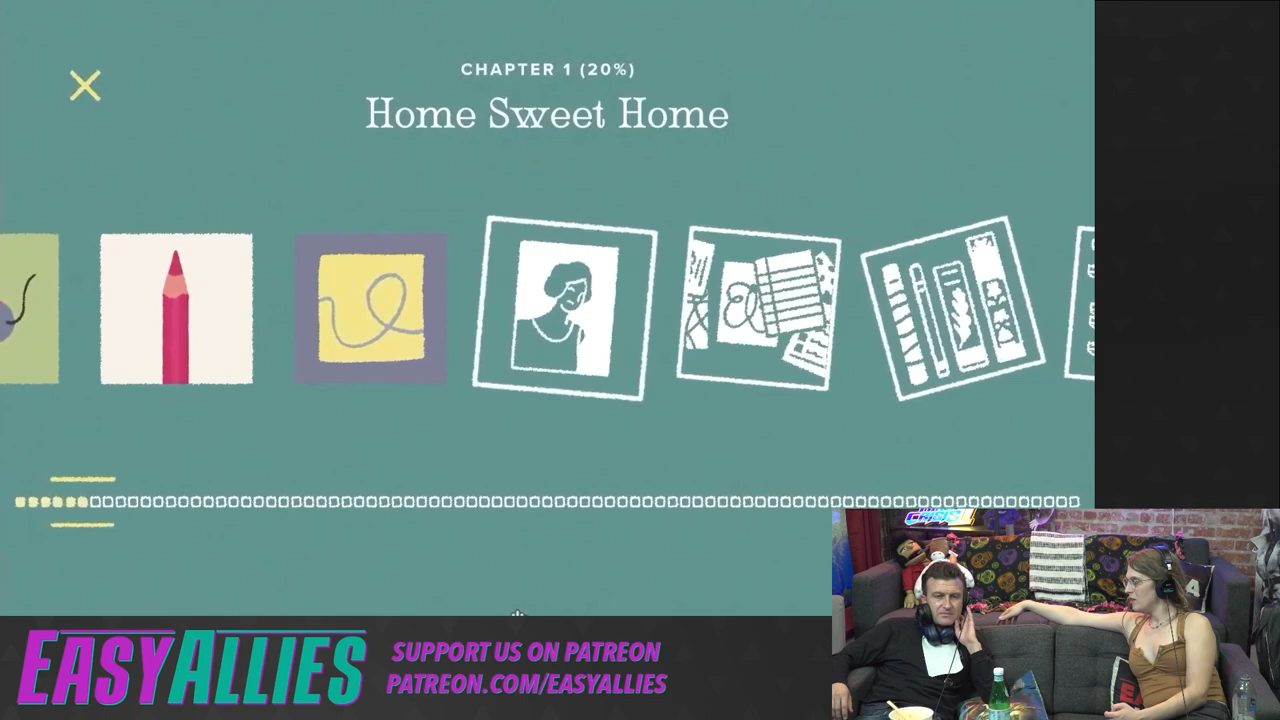 CHAPTER 1 (20%)
Home Sweet Home
EASYALLIES
SUPPORT US ON PATREON
PATREON.COM/EASYALLIES